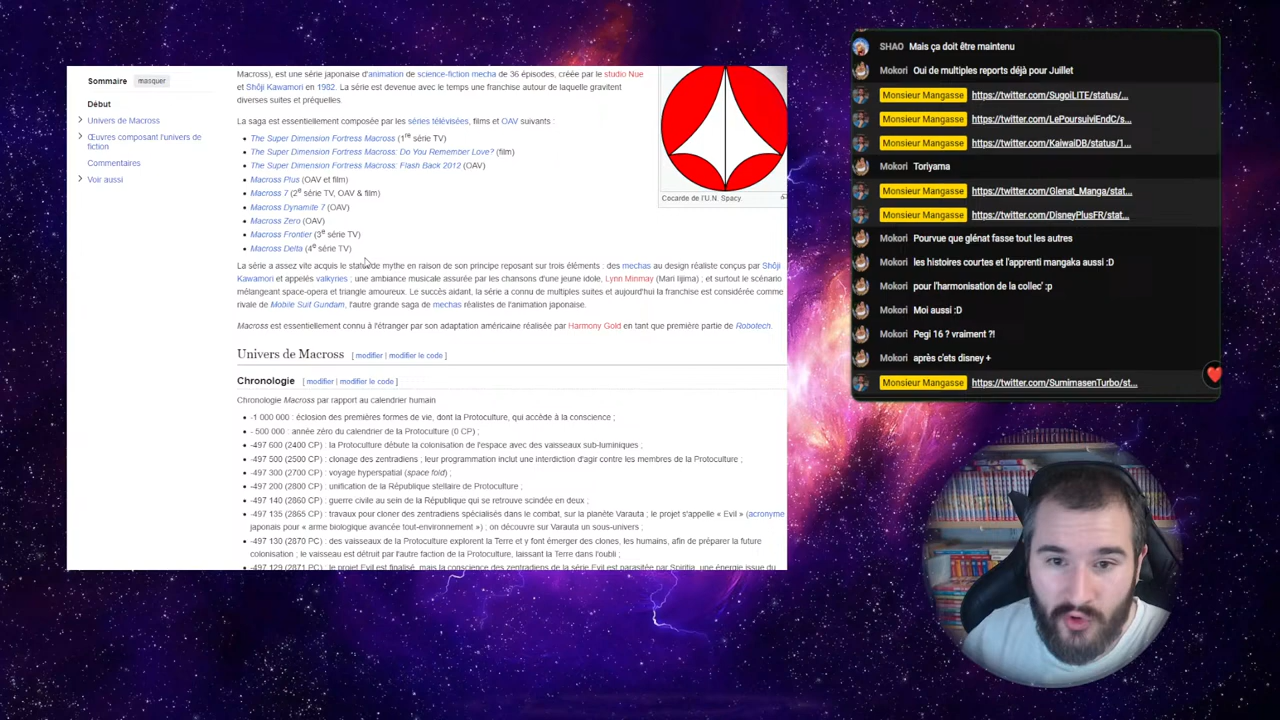 Sommaire masquer
Début
Univers de Macross
Œuvres composant l'univers de
fiction
Commentaires
Voir aussi
Macross), est une série japonaise d'animation de science-fiction mecha de 36 épisodes, créée par le studio Nue
et Shōji Kawamori en 1982. La série est devenue avec le temps une franchise autour de laquelle gravitent
diverses suites et préquelles.
La saga est essentiellement composée par les séries télévisées, films et OAV suivants :
The Super Dimension Fortress Macross (1re série TV)
The Super Dimension Fortress Macross: Do You Remember Love? (film)
The Super Dimension Fortress Macross: Flash Back 2012 (OAV)
Macross Plus (OAV et film)
Macross 7 (2e série TV, OAV & film)
Macross Dynamite 7 (OAV)
Macross Zero (OAV)
Macross Frontier (3e série TV)
Macross Delta (4e série TV)
Cocarde de l'U.N. Spacy.
La série a assez vite acquis le statut de mythe en raison de son principe reposant sur trois éléments : des mechas au design réaliste conçus par Shōji
Kawamori et appelés valkyries ; une ambiance musicale assurée par les chansons d'une jeune idole, Lynn Minmay (Mari Iijima) ; et surtout le scénario
mélangeant space-opera et triangle amoureux. Le succès aidant, la série a connu de multiples suites et aujourd'hui la franchise est considérée comme
rivale de Mobile Suit Gundam, l'autre grande saga de mechas réalistes de l'animation japonaise.
Macross est essentiellement connu à l'étranger par son adaptation américaine réalisée par Harmony Gold en tant que première partie de Robotech.
Univers de Macross [ modifier | modifier le code ]
Chronologie [ modifier | modifier le code ]
Chronologie Macross par rapport au calendrier humain
-1 000 000 : éclosion des premières formes de vie, dont la Protoculture, qui accède à la conscience ;
- 500 000 : année zéro du calendrier de la Protoculture (0 CP) ;
-497 600 (2400 CP) : la Protoculture débute la colonisation de l'espace avec des vaisseaux sub-luminiques ;
-497 500 (2500 CP) : clonage des zentradiens ; leur programmation inclut une interdiction d'agir contre les membres de la Protoculture ;
-497 300 (2700 CP) : voyage hyperspatial (space fold) ;
-497 200 (2800 CP) : unification de la République stellaire de Protoculture ;
-497 140 (2860 CP) : guerre civile au sein de la République qui se retrouve scindée en deux ;
-497 135 (2865 CP) : travaux pour cloner des zentradiens spécialisés dans le combat, sur la planète Varauta ; le projet s'appelle « Evil » (acronyme
japonais pour « arme biologique avancée tout-environnement ») ; on découvre sur Varauta un sous-univers ;
-497 130 (2870 PC) : des vaisseaux de la Protoculture explorent la Terre et y font émerger des clones, les humains, afin de préparer la future
colonisation ; le vaisseau est détruit par l'autre faction de la Protoculture, laissant la Terre dans l'oubli ;
-497 129 (2871 PC) : le projet Evil est finalisé, mais la conscience des zentradiens de la série Evil est parasitée par Spiritia, une énergie issue du
SHAO Mais ça doit être maintenu
Mokori Oui de multiples reports déjà pour Juillet
Monsieur Mangasse https://twitter.com/SugoiLITE/status/...
Monsieur Mangasse https://twitter.com/LePoursuiviEndC/s...
Monsieur Mangasse https://twitter.com/KaiwaiDB/status/1...
Mokori Toriyama
Monsieur Mangasse https://twitter.com/Glenat_Manga/stat...
Monsieur Mangasse https://twitter.com/DisneyPlusFR/stat...
Mokori Pourvue que glénat fasse tout les autres
Mokori les histoires courtes et l'apprenti mangaka aussi :D
Mokori pour l'harmonisation de la collec' :p
Mokori Moi aussi :D
Mokori Pegi 16 ? vraiment ?!
Mokori après c'ets disney +
Monsieur Mangasse https://twitter.com/SumimasenTurbo/st...